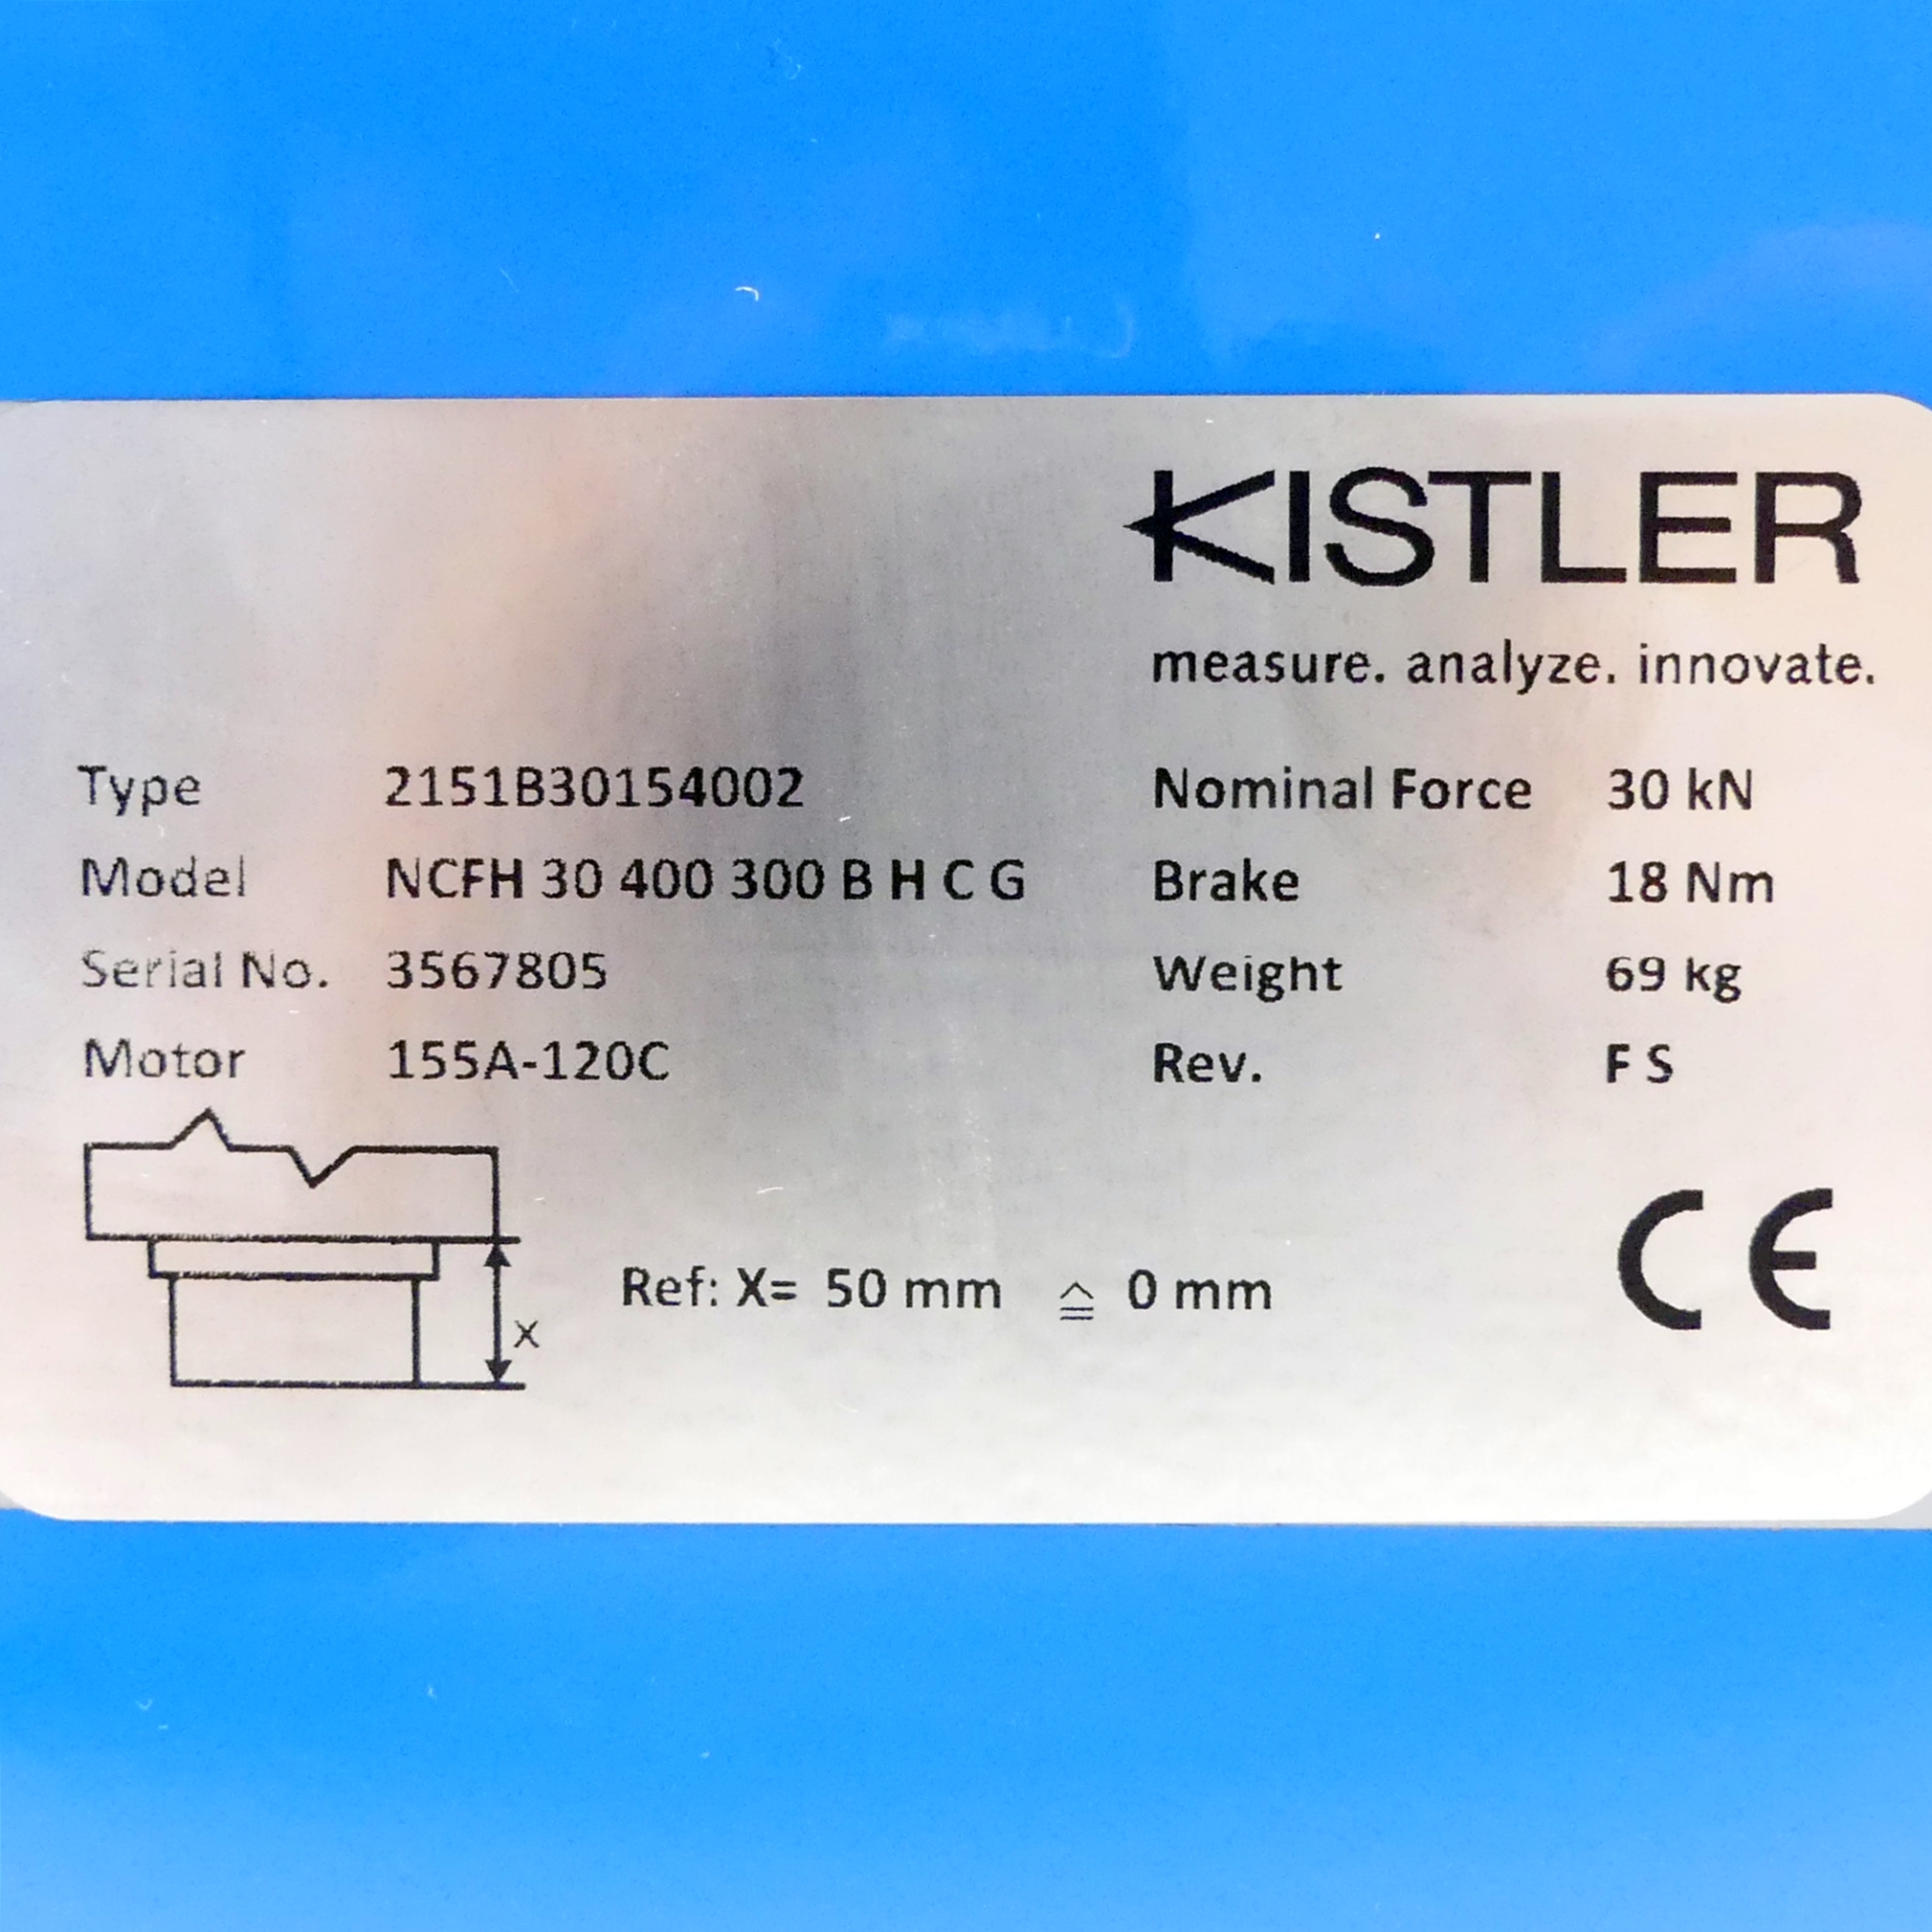 KISTLER
measure. analyze. innovate.
Type 2151B30154002 Nominal Force 30 kN
Model NCFH 30 400 300 B H C G Brake 18 Nm
Serial No. 3567805 Weight 69 kg
Motor 155A-120C Rev. F S
x
Ref: X= 50 mm ≙ 0 mm
CE